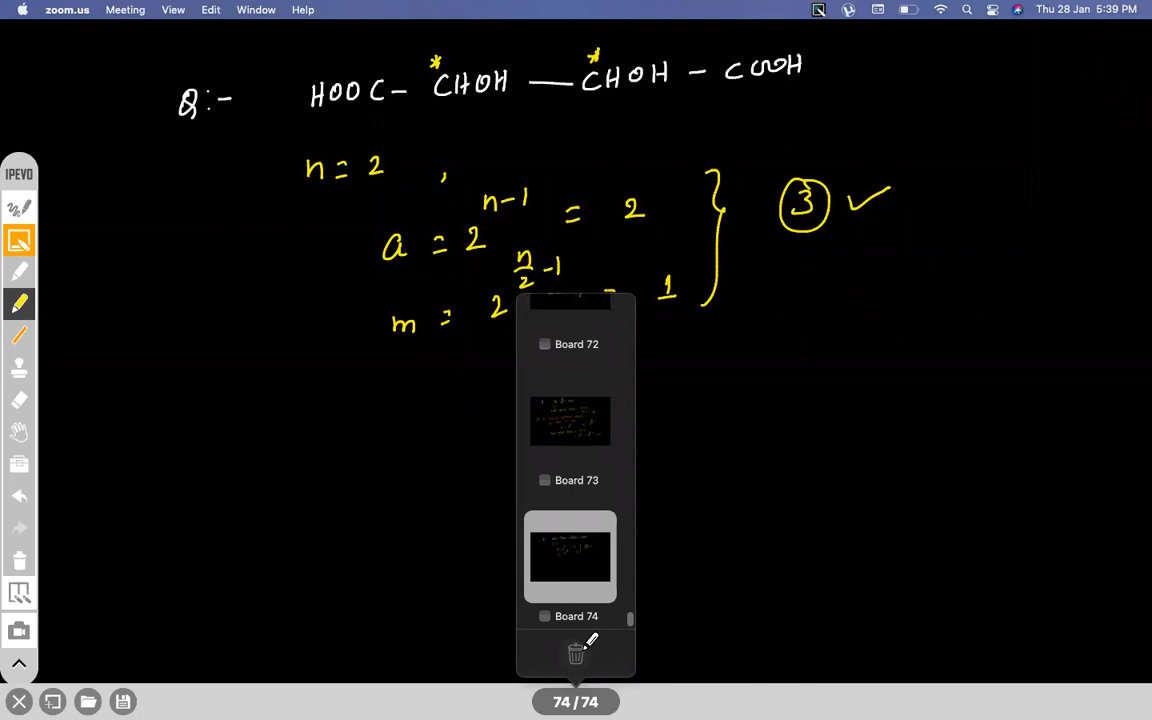 zoom.us Meeting View Edit Window Help Thu 28 Jan 5:39 PM
Q:- HOOC - *CHOH — *CHOH - COOH
IPEVO
n = 2 ,
a = 2^(n-1) = 2 } 3 ✓
m = 2^(n/2 -1) = 1
Board 72
Board 73
Board 74
74 / 74